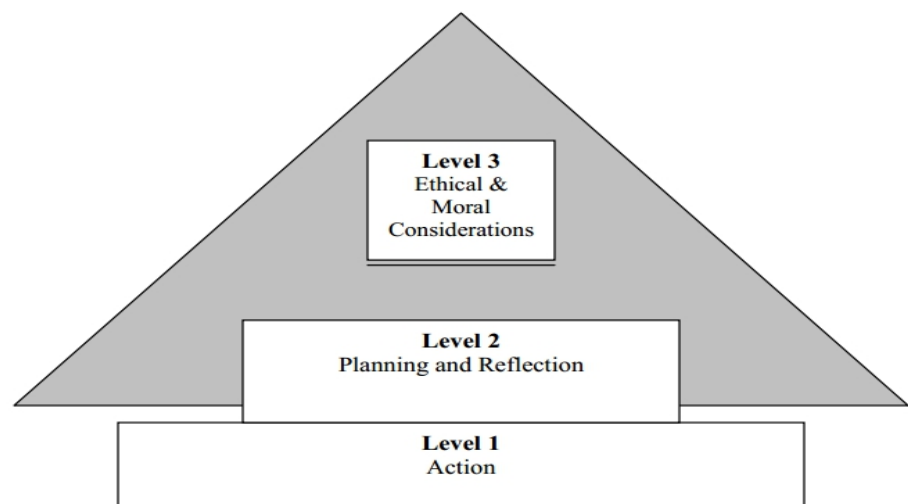 Level 3
Ethical &
Moral
Considerations
Level 2
Planning and Reflection
Level 1
Action